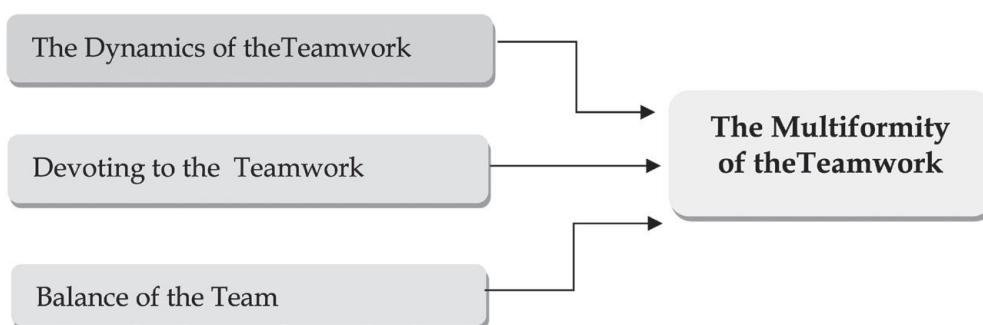 The Dynamics of theTeamwork
Devoting to the Teamwork
Balance of the Team
The Multiformity
of theTeamwork